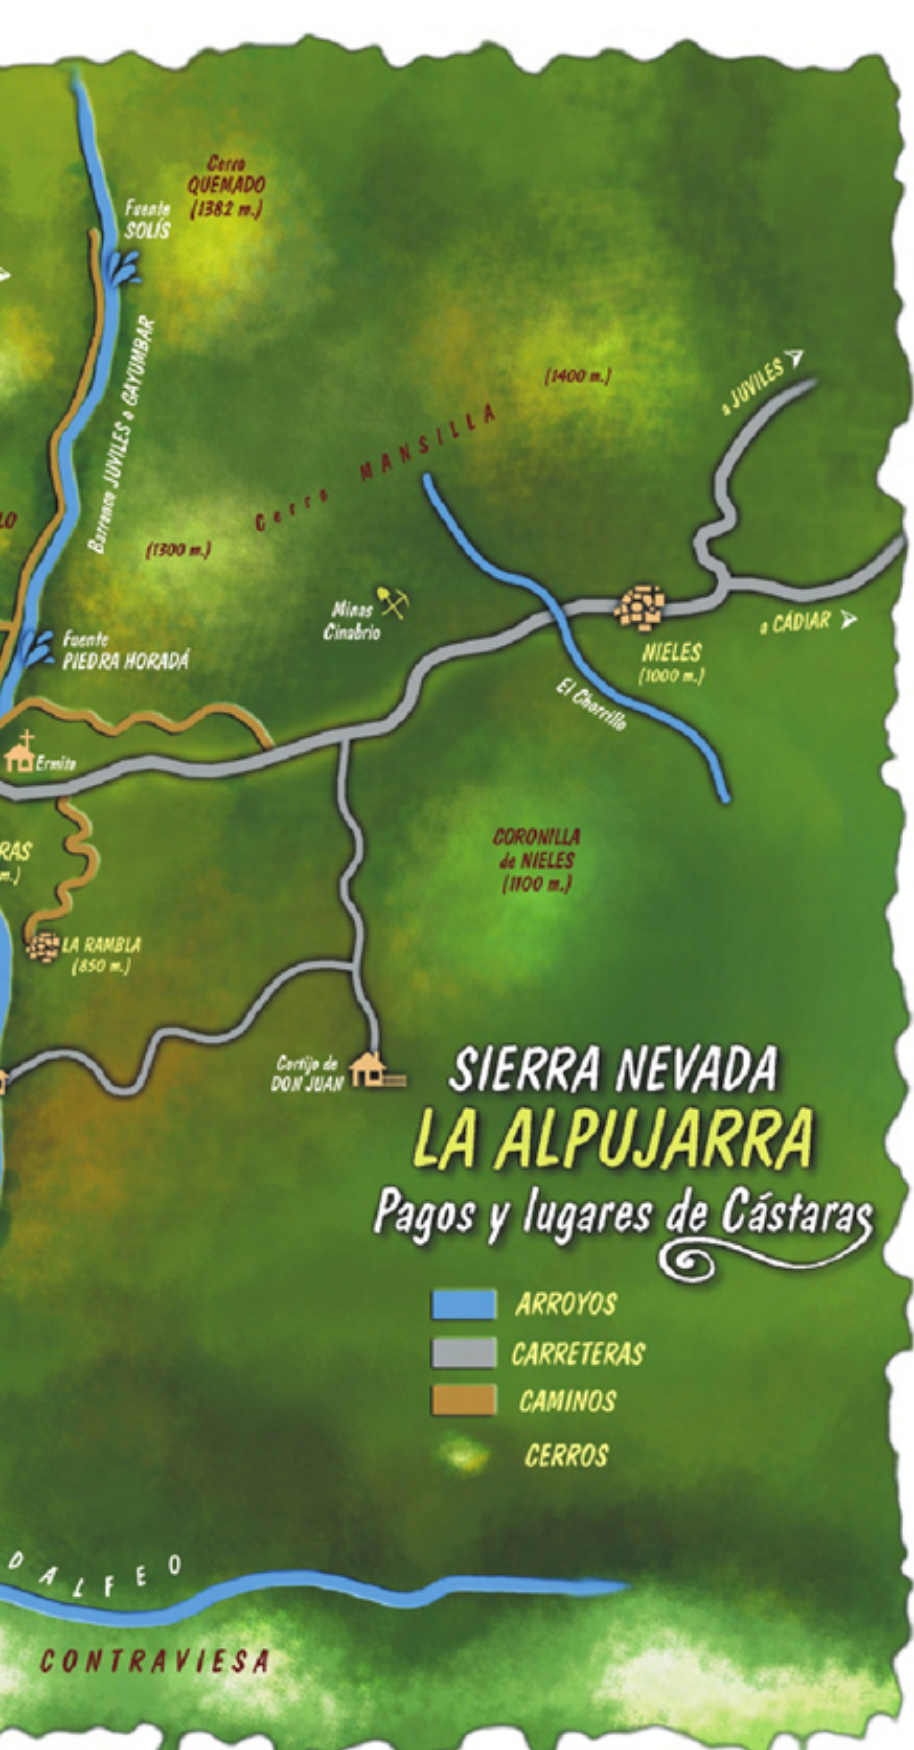 Cerro
QUEMADO
(1382 m.)
Fuente
SOLÍS
Barranco JUVILES o GAYUMBAR
(1400 m.)
a JUVILES
Cerro MANSILLA
LO
(1300 m.)
Minas
Cinabrio
a CÁDIAR
Fuente
PIEDRA HORADÁ
NIELES
(1000 m.)
El Chorrillo
Ermita
CORONILLA
de NIELES
(1100 m.)
RAS
m.)
LA RAMBLA
(850 m.)
Cortijo de
DON JUAN
SIERRA NEVADA
LA ALPUJARRA
Pagos y lugares de Cástaras
ARROYOS
CARRETERAS
CAMINOS
CERROS
DALFEO
CONTRAVIESA